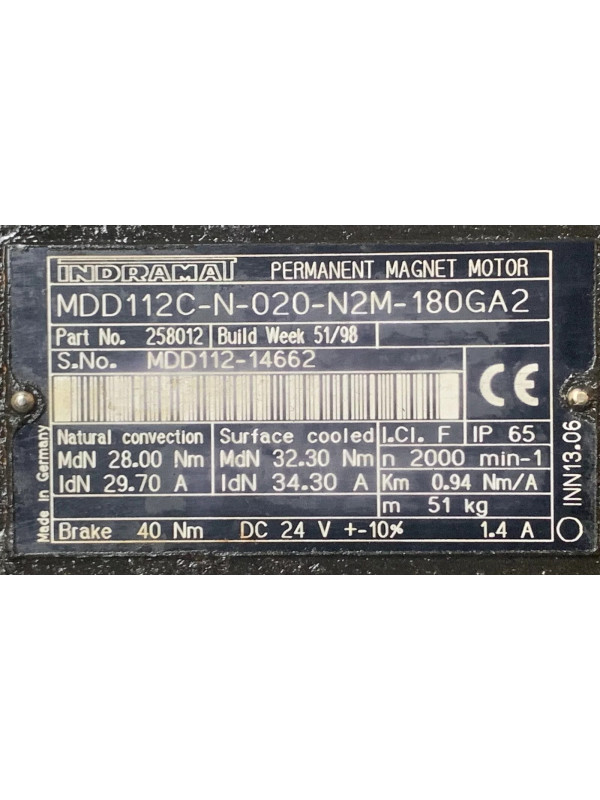 INDRAMAT PERMANENT MAGNET MOTOR
MDD112C-N-020-N2M-180GA2
Part No. 258012 Build Week 51/98
S.No. MDD112-14662
CE
Natural convection Surface cooled I.Cl. F IP 65
MdN 28.00 Nm MdN 32.30 Nm n 2000 min-1
IdN 29.70 A IdN 34.30 A Km 0.94 Nm/A
m 51 kg
Brake 40 Nm DC 24 V +-10% 1.4 A
Made in Germany
INN13.06